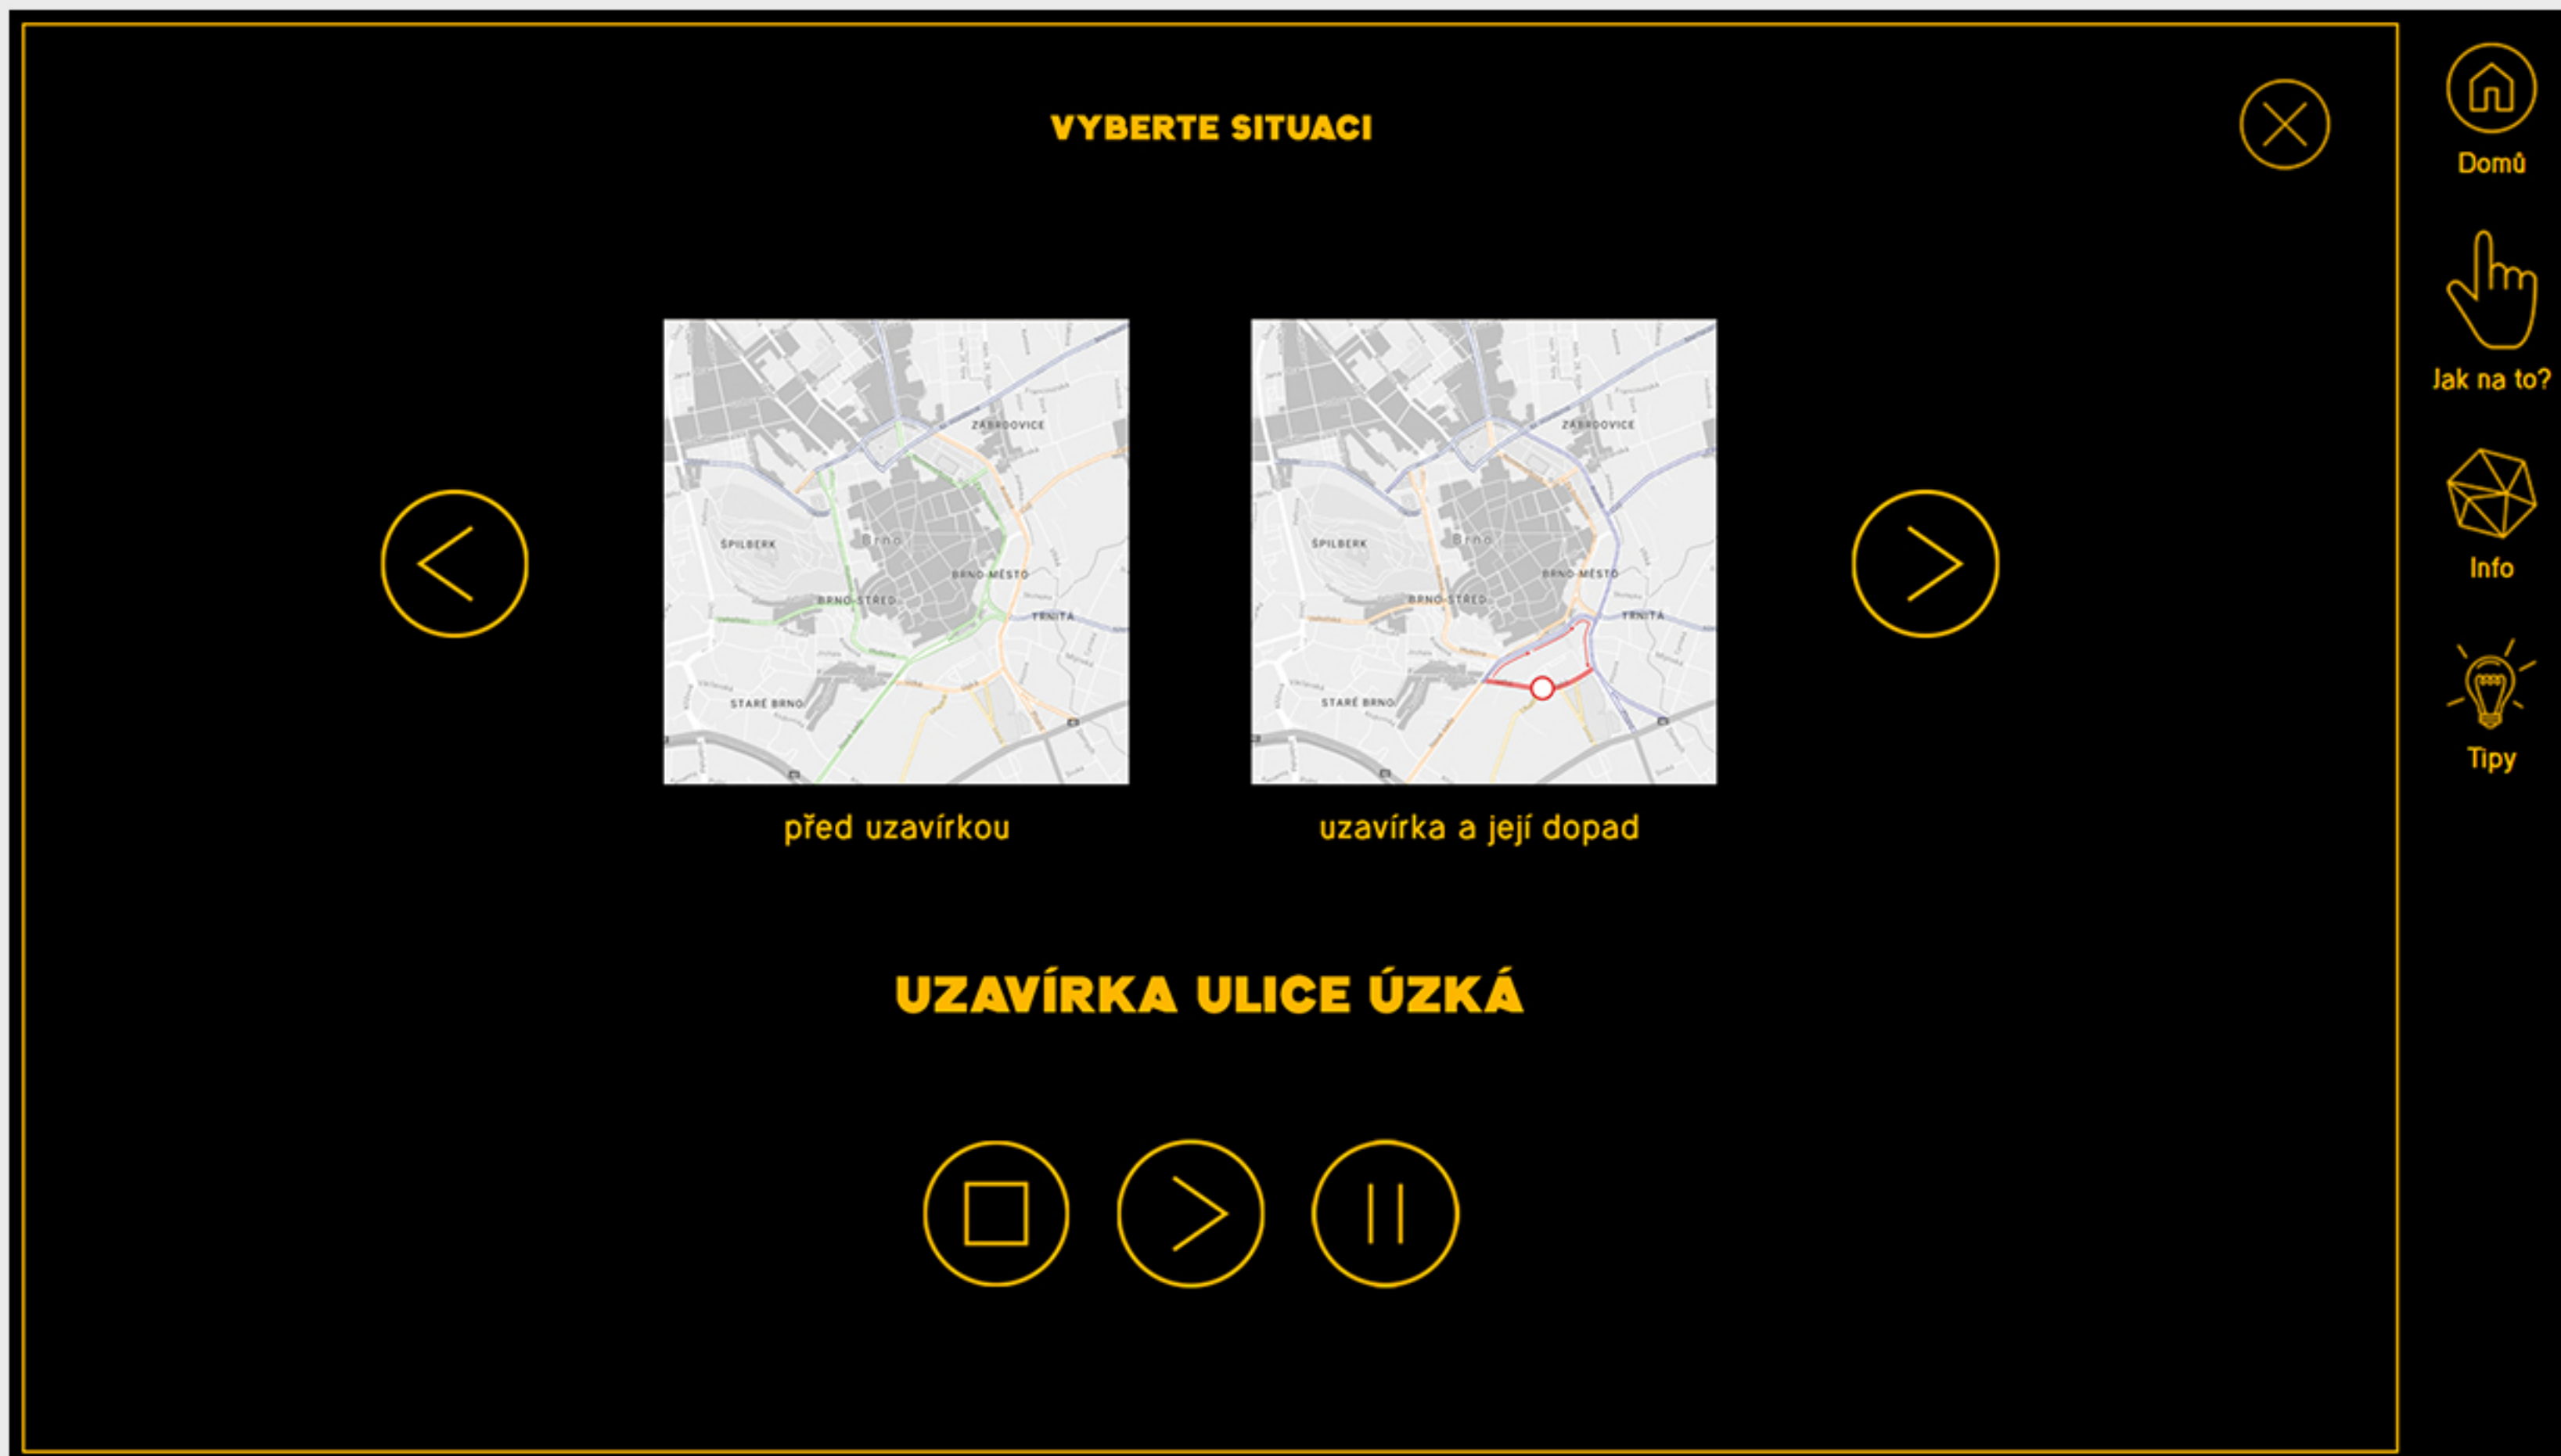 VYBERTE SITUACI
Domů
Jak na to?
Info
Tipy
ZÁBRDOVICE
ŠPILBERK
Brno
BRNO-MĚSTO
BRNO-STŘED
TRNITÁ
STARÉ BRNO
ZÁBRDOVICE
ŠPILBERK
Brno
BRNO-MĚSTO
BRNO-STŘED
TRNITÁ
STARÉ BRNO
před uzavírkou
uzavírka a její dopad
UZAVÍRKA ULICE ÚZKÁ